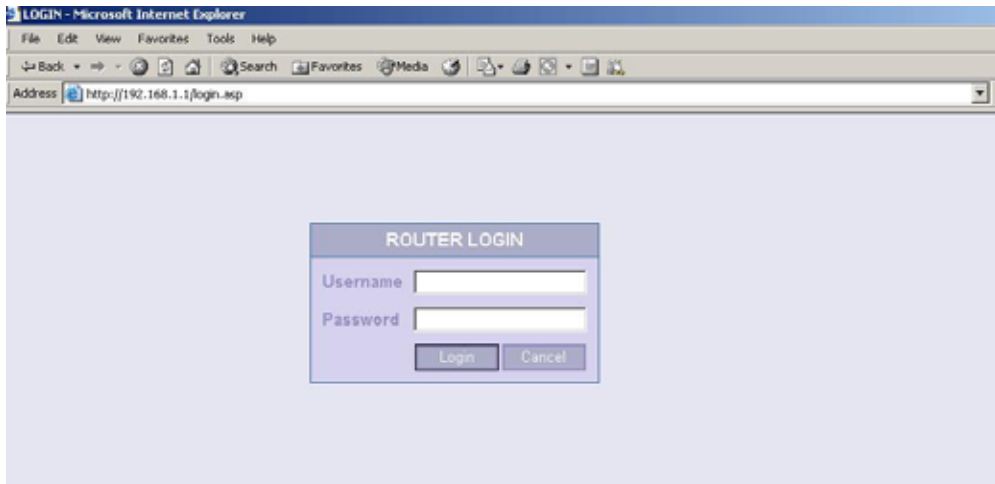 LOGIN - Microsoft Internet Explorer
File Edit View Favorites Tools Help
Back Search Favorites Media
Address http://192.168.1.1/login.asp
ROUTER LOGIN
Username
Password
Login Cancel